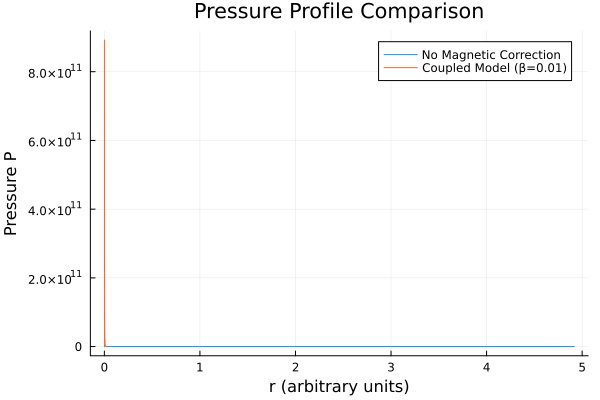 Pressure Profile Comparison
No Magnetic Correction
Coupled Model (β=0.01)
Pressure P
8.0×10¹¹
6.0×10¹¹
4.0×10¹¹
2.0×10¹¹
0
0 1 2 3 4 5
r (arbitrary units)